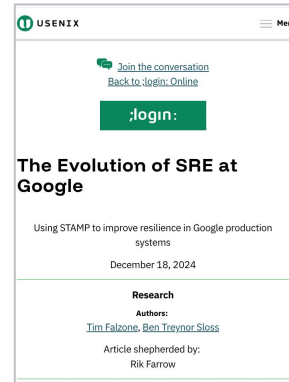 USENIX
Men
Join the conversation
Back to ;login: Online
;login:
The Evolution of SRE at
Google
Using STAMP to improve resilience in Google production
systems
December 18, 2024
Research
Authors:
Tim Falzone, Ben Treynor Sloss
Article shepherded by:
Rik Farrow